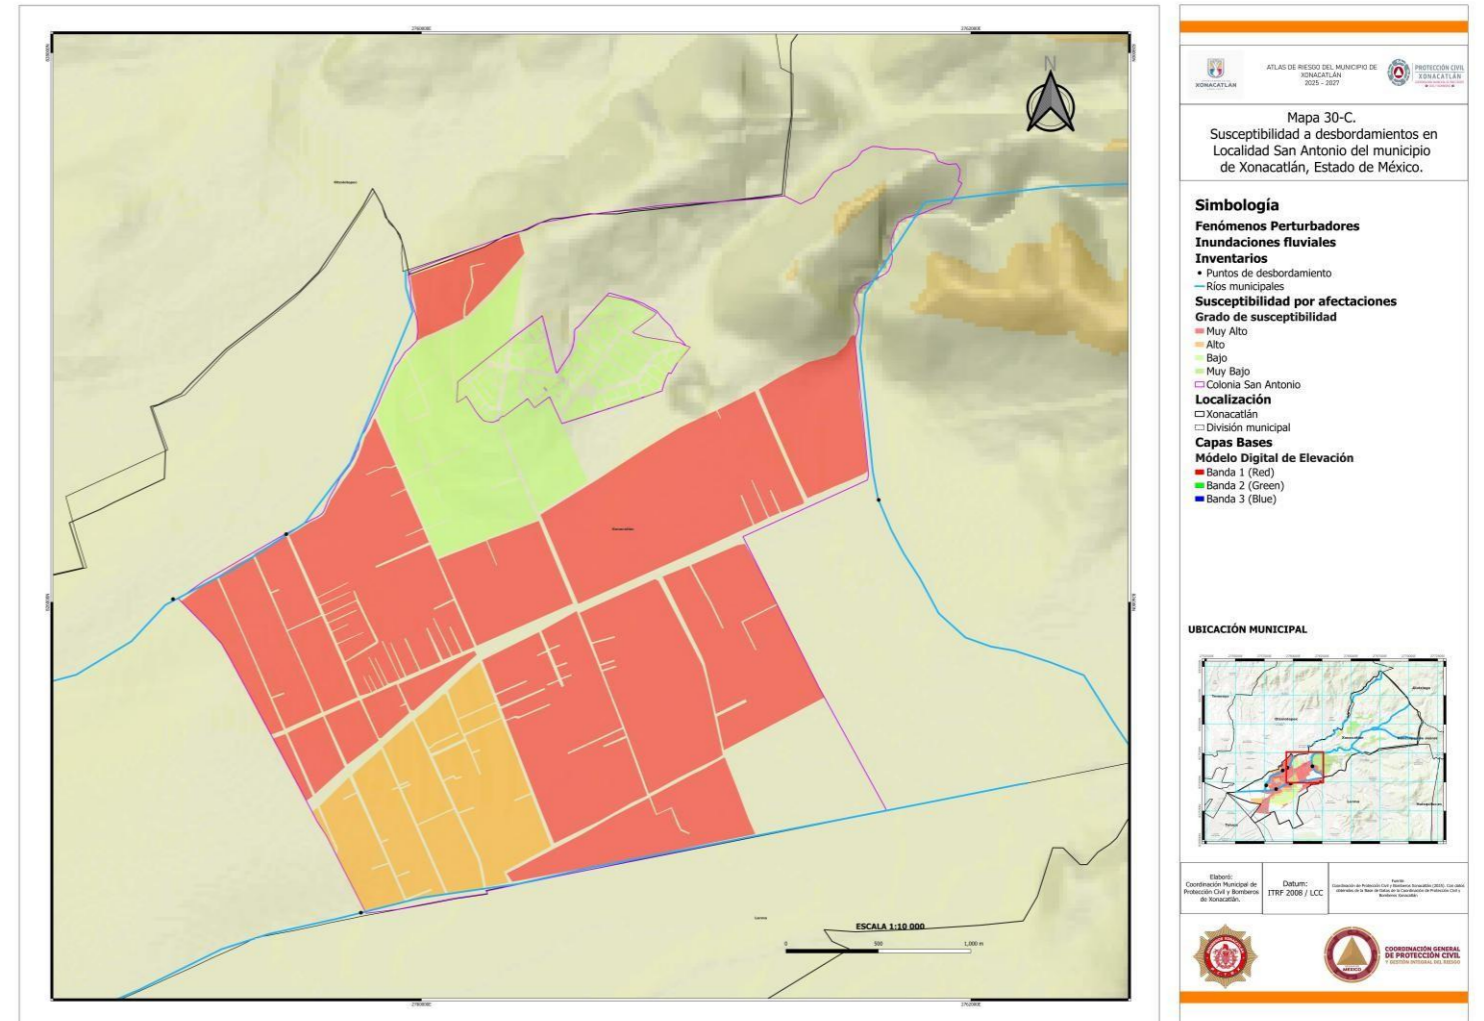 XONACATLÁN
ATLAS DE RIESGO DEL MUNICIPIO DE
XONACATLÁN
2025 - 2027
PROTECCIÓN CIVIL
XONACATLÁN
Mapa 30-C.
Susceptibilidad a desbordamientos en
Localidad San Antonio del municipio
de Xonacatlán, Estado de México.
Simbología
Fenómenos Perturbadores
Inundaciones fluviales
Inventarios
Puntos de desbordamiento
Ríos municipales
Susceptibilidad por afectaciones
Grado de susceptibilidad
Muy Alto
Alto
Bajo
Muy Bajo
Colonia San Antonio
Localización
Xonacatlán
División municipal
Capas Bases
Módelo Digital de Elevación
Banda 1 (Red)
Banda 2 (Green)
Banda 3 (Blue)
N
ESCALA 1:10 000
0 500 1,000 m
UBICACIÓN MUNICIPAL
Elaboró:
Coordinación Municipal de
Protección Civil y Bomberos
de Xonacatlán.
Datum:
ITRF 2008 / LCC
COORDINACIÓN GENERAL
DE PROTECCIÓN CIVIL
Y GESTIÓN INTEGRAL DEL RIESGO